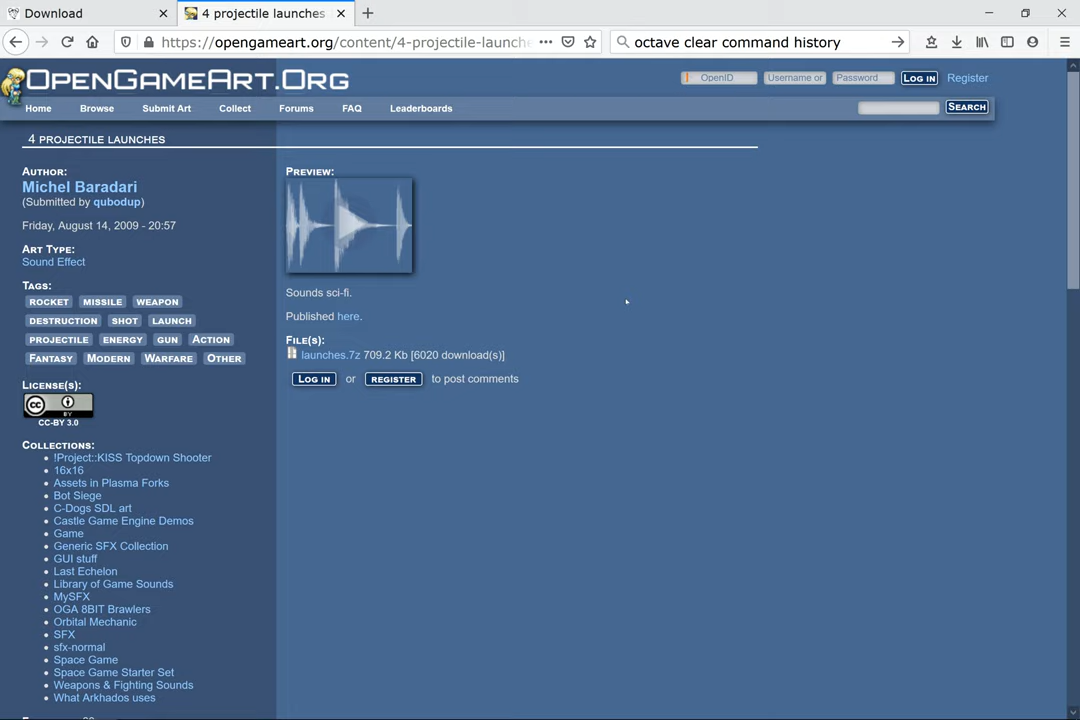 Download
4 projectile launches
https://opengameart.org/content/4-projectile-launche
octave clear command history
OpenGameArt.Org
OpenID
Username or
Password
Log in
Register
Home
Browse
Submit Art
Collect
Forums
FAQ
Leaderboards
Search
4 projectile launches
Author:
Michel Baradari
(Submitted by qubodup)
Friday, August 14, 2009 - 20:57
Art Type:
Sound Effect
Tags:
rocket
missile
weapon
destruction
shot
launch
projectile
energy
gun
Action
Fantasy
Modern
Warfare
Other
License(s):
CC
BY
CC-BY 3.0
Collections:
!Project::KISS Topdown Shooter
16x16
Assets in Plasma Forks
Bot Siege
C-Dogs SDL art
Castle Game Engine Demos
Game
Generic SFX Collection
GUI stuff
Last Echelon
Library of Game Sounds
MySFX
OGA 8BIT Brawlers
Orbital Mechanic
SFX
sfx-normal
Space Game
Space Game Starter Set
Weapons & Fighting Sounds
What Arkhados uses
Preview:
Sounds sci-fi.
Published here.
File(s):
launches.7z 709.2 Kb [6020 download(s)]
Log in or register to post comments